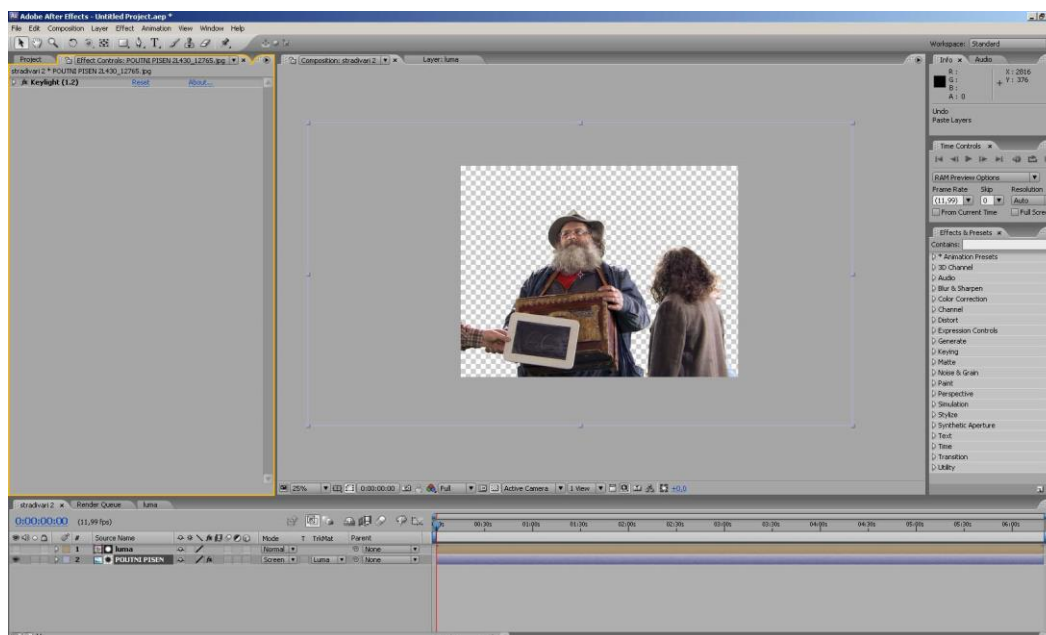 Adobe After Effects - Untitled Project.aep *
File Edit Composition Layer Effect Animation View Window Help
Workspace: Standard
Project Effect Controls: POUTNI PISEN 2L430_12765.jpg
Composition: stradivari 2 Layer: luma
Info Audio
stradivari 2 * POUTNI PISEN 2L430_12765.jpg
Keylight (1.2) Reset About...
R :
G :
B :
A : 0
X : 2816
Y : 376
Undo
Paste Layers
Time Controls
RAM Preview Options
Frame Rate Skip Resolution
(11,99) 0 Auto
From Current Time Full Scre
Effects & Presets
Contains:
* Animation Presets
3D Channel
Audio
Blur & Sharpen
Color Correction
Channel
Distort
Expression Controls
Generate
Keying
Matte
Noise & Grain
Paint
Perspective
Simulation
Stylize
Synthetic Aperture
Text
Time
Transition
Utility
25% 0:00:00:00 Full Active Camera 1 View +0,0
stradivari 2 Render Queue luma
0:00:00:00 (11,99 fps)
00:30s 01:00s 01:30s 02:00s 02:30s 03:00s 03:30s 04:00s 04:30s 05:00s 05:30s 06:00s
# Source Name Mode T TrkMat Parent
1 luma Normal None
2 POUTNI PISEN Screen Luma None